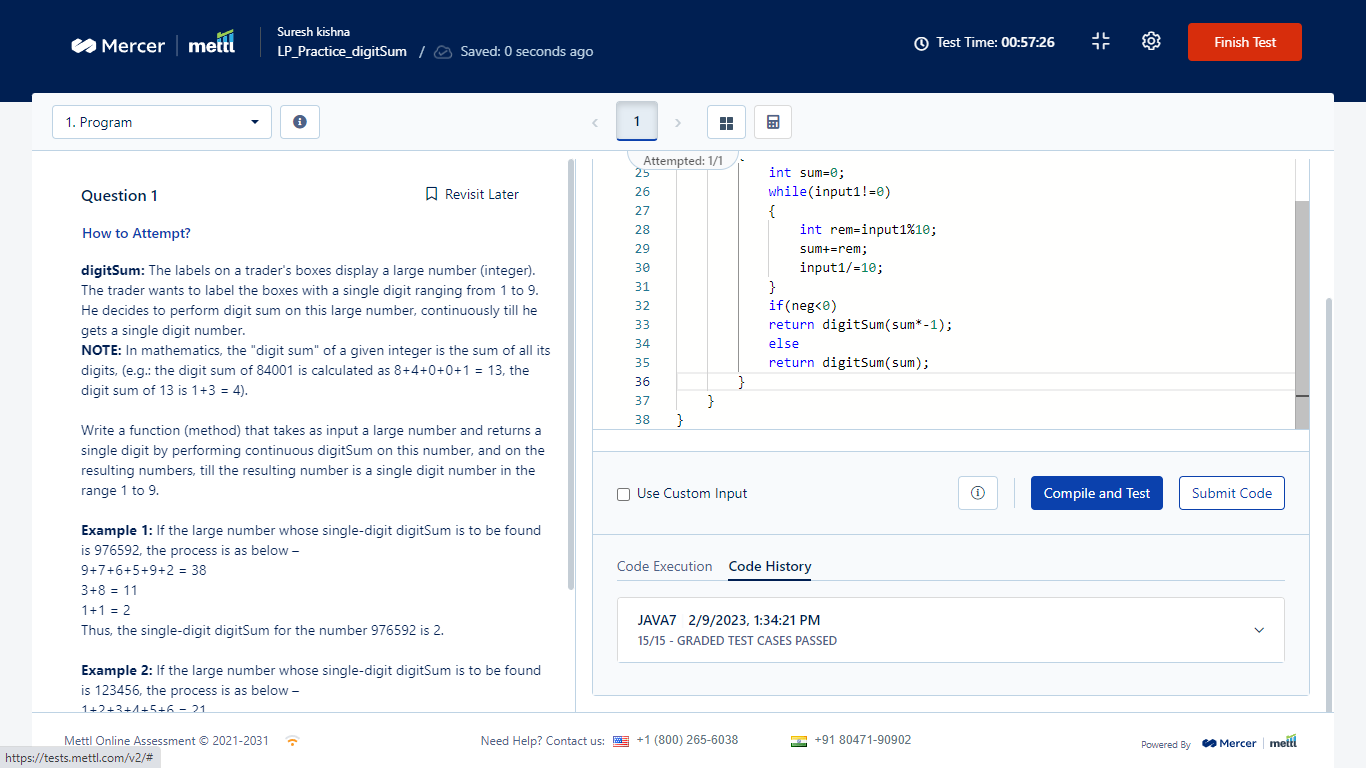 Mercer | mettl
Suresh kishna
LP_Practice_digitSum / Saved: 0 seconds ago
Test Time: 00:57:26
Finish Test
1. Program
1
Attempted: 1/1
Question 1
Revisit Later
How to Attempt?
digitSum: The labels on a trader's boxes display a large number (integer).
The trader wants to label the boxes with a single digit ranging from 1 to 9.
He decides to perform digit sum on this large number, continuously till he
gets a single digit number.
NOTE: In mathematics, the "digit sum" of a given integer is the sum of all its
digits, (e.g.: the digit sum of 84001 is calculated as 8+4+0+0+1 = 13, the
digit sum of 13 is 1+3 = 4).
Write a function (method) that takes as input a large number and returns a
single digit by performing continuous digitSum on this number, and on the
resulting numbers, till the resulting number is a single digit number in the
range 1 to 9.
Example 1: If the large number whose single-digit digitSum is to be found
is 976592, the process is as below –
9+7+6+5+9+2 = 38
3+8 = 11
1+1 = 2
Thus, the single-digit digitSum for the number 976592 is 2.
Example 2: If the large number whose single-digit digitSum is to be found
is 123456, the process is as below –
1+2+3+4+5+6 = 21
25 int sum=0;
26 while(input1!=0)
27 {
28 int rem=input1%10;
29 sum+=rem;
30 input1/=10;
31 }
32 if(neg<0)
33 return digitSum(sum*-1);
34 else
35 return digitSum(sum);
36 }
37 }
38 }
Use Custom Input
Compile and Test
Submit Code
Code Execution
Code History
JAVA7 2/9/2023, 1:34:21 PM
15/15 - GRADED TEST CASES PASSED
Mettl Online Assessment © 2021-2031
Need Help? Contact us: +1 (800) 265-6038
+91 80471-90902
Powered By Mercer | mettl
https://tests.mettl.com/v2/#